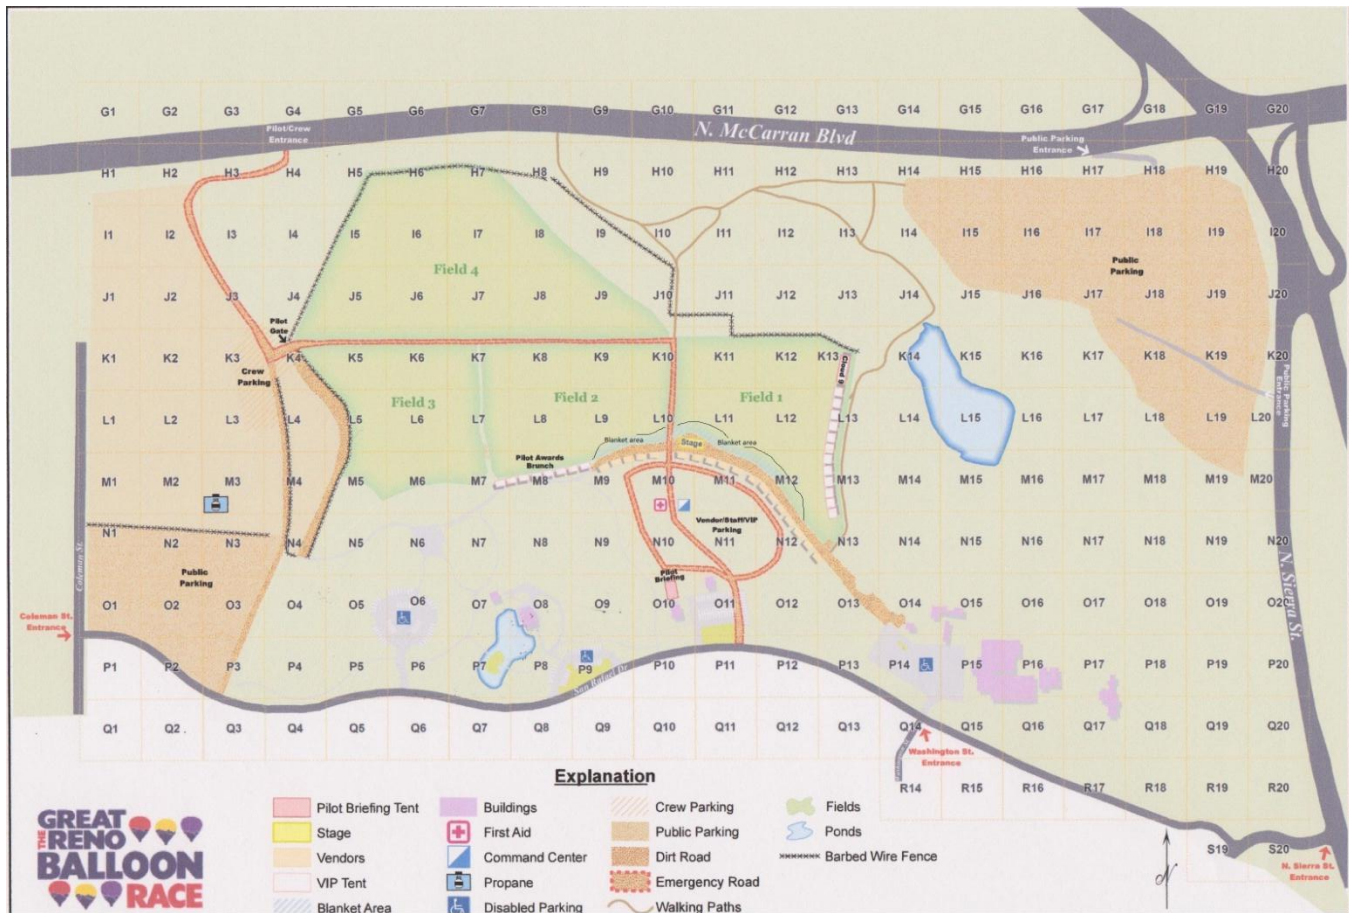 G1 G2 G3 G4 G5 G6 G7 G8 G9 G10 G11 G12 G13 G14 G15 G16 G17 G18 G19 G20
Pilot/Crew
Entrance
N. McCarran Blvd
Public Parking
Entrance
H1 H2 H3 H4 H5 H6 H7 H8 H9 H10 H11 H12 H13 H14 H15 H16 H17 H18 H19 H20
I1 I2 I3 I4 I5 I6 I7 I8 I9 I10 I11 I12 I13 I14 I15 I16 I17 I18 I19 I20
Field 4
Public
Parking
J1 J2 J3 J4 J5 J6 J7 J8 J9 J10 J11 J12 J13 J14 J15 J16 J17 J18 J19 J20
Pilot
Gate
K1 K2 K3 K4 K5 K6 K7 K8 K9 K10 K11 K12 K13 K14 K15 K16 K17 K18 K19 K20
Crew
Parking
Cloud 9
Public Parking
Entrance
Field 3
Field 2
Field 1
L1 L2 L3 L4 L5 L6 L7 L8 L9 L10 L11 L12 L13 L14 L15 L16 L17 L18 L19 L20
Blanket area
Stage
Blanket area
Pilot Awards
Brunch
M1 M2 M3 M4 M5 M6 M7 M8 M9 M10 M11 M12 M13 M14 M15 M16 M17 M18 M19 M20
Vendor/Staff/VIP
Parking
N1 N2 N3 N4 N5 N6 N7 N8 N9 N10 N11 N12 N13 N14 N15 N16 N17 N18 N19 N20
Coleman St.
Public
Parking
Pilot
Briefing
N. Sierra St.
O1 O2 O3 O4 O5 O6 O7 O8 O9 O10 O11 O12 O13 O14 O15 O16 O17 O18 O19 O20
Coleman St.
Entrance
P1 P2 P3 P4 P5 P6 P7 P8 P9 P10 P11 P12 P13 P14 P15 P16 P17 P18 P19 P20
San Rafael Dr
Q1 Q2 Q3 Q4 Q5 Q6 Q7 Q8 Q9 Q10 Q11 Q12 Q13 Q14 Q15 Q16 Q17 Q18 Q19 Q20
Washington St.
Entrance
R14 R15 R16 R17 R18 R19 R20
S19 S20
N. Sierra St.
Entrance
N
THE
GREAT
RENO
BALLOON
RACE
Explanation
Pilot Briefing Tent
Stage
Vendors
VIP Tent
Blanket Area
Buildings
First Aid
Command Center
Propane
Disabled Parking
Crew Parking
Public Parking
Dirt Road
Emergency Road
Walking Paths
Fields
Ponds
Barbed Wire Fence